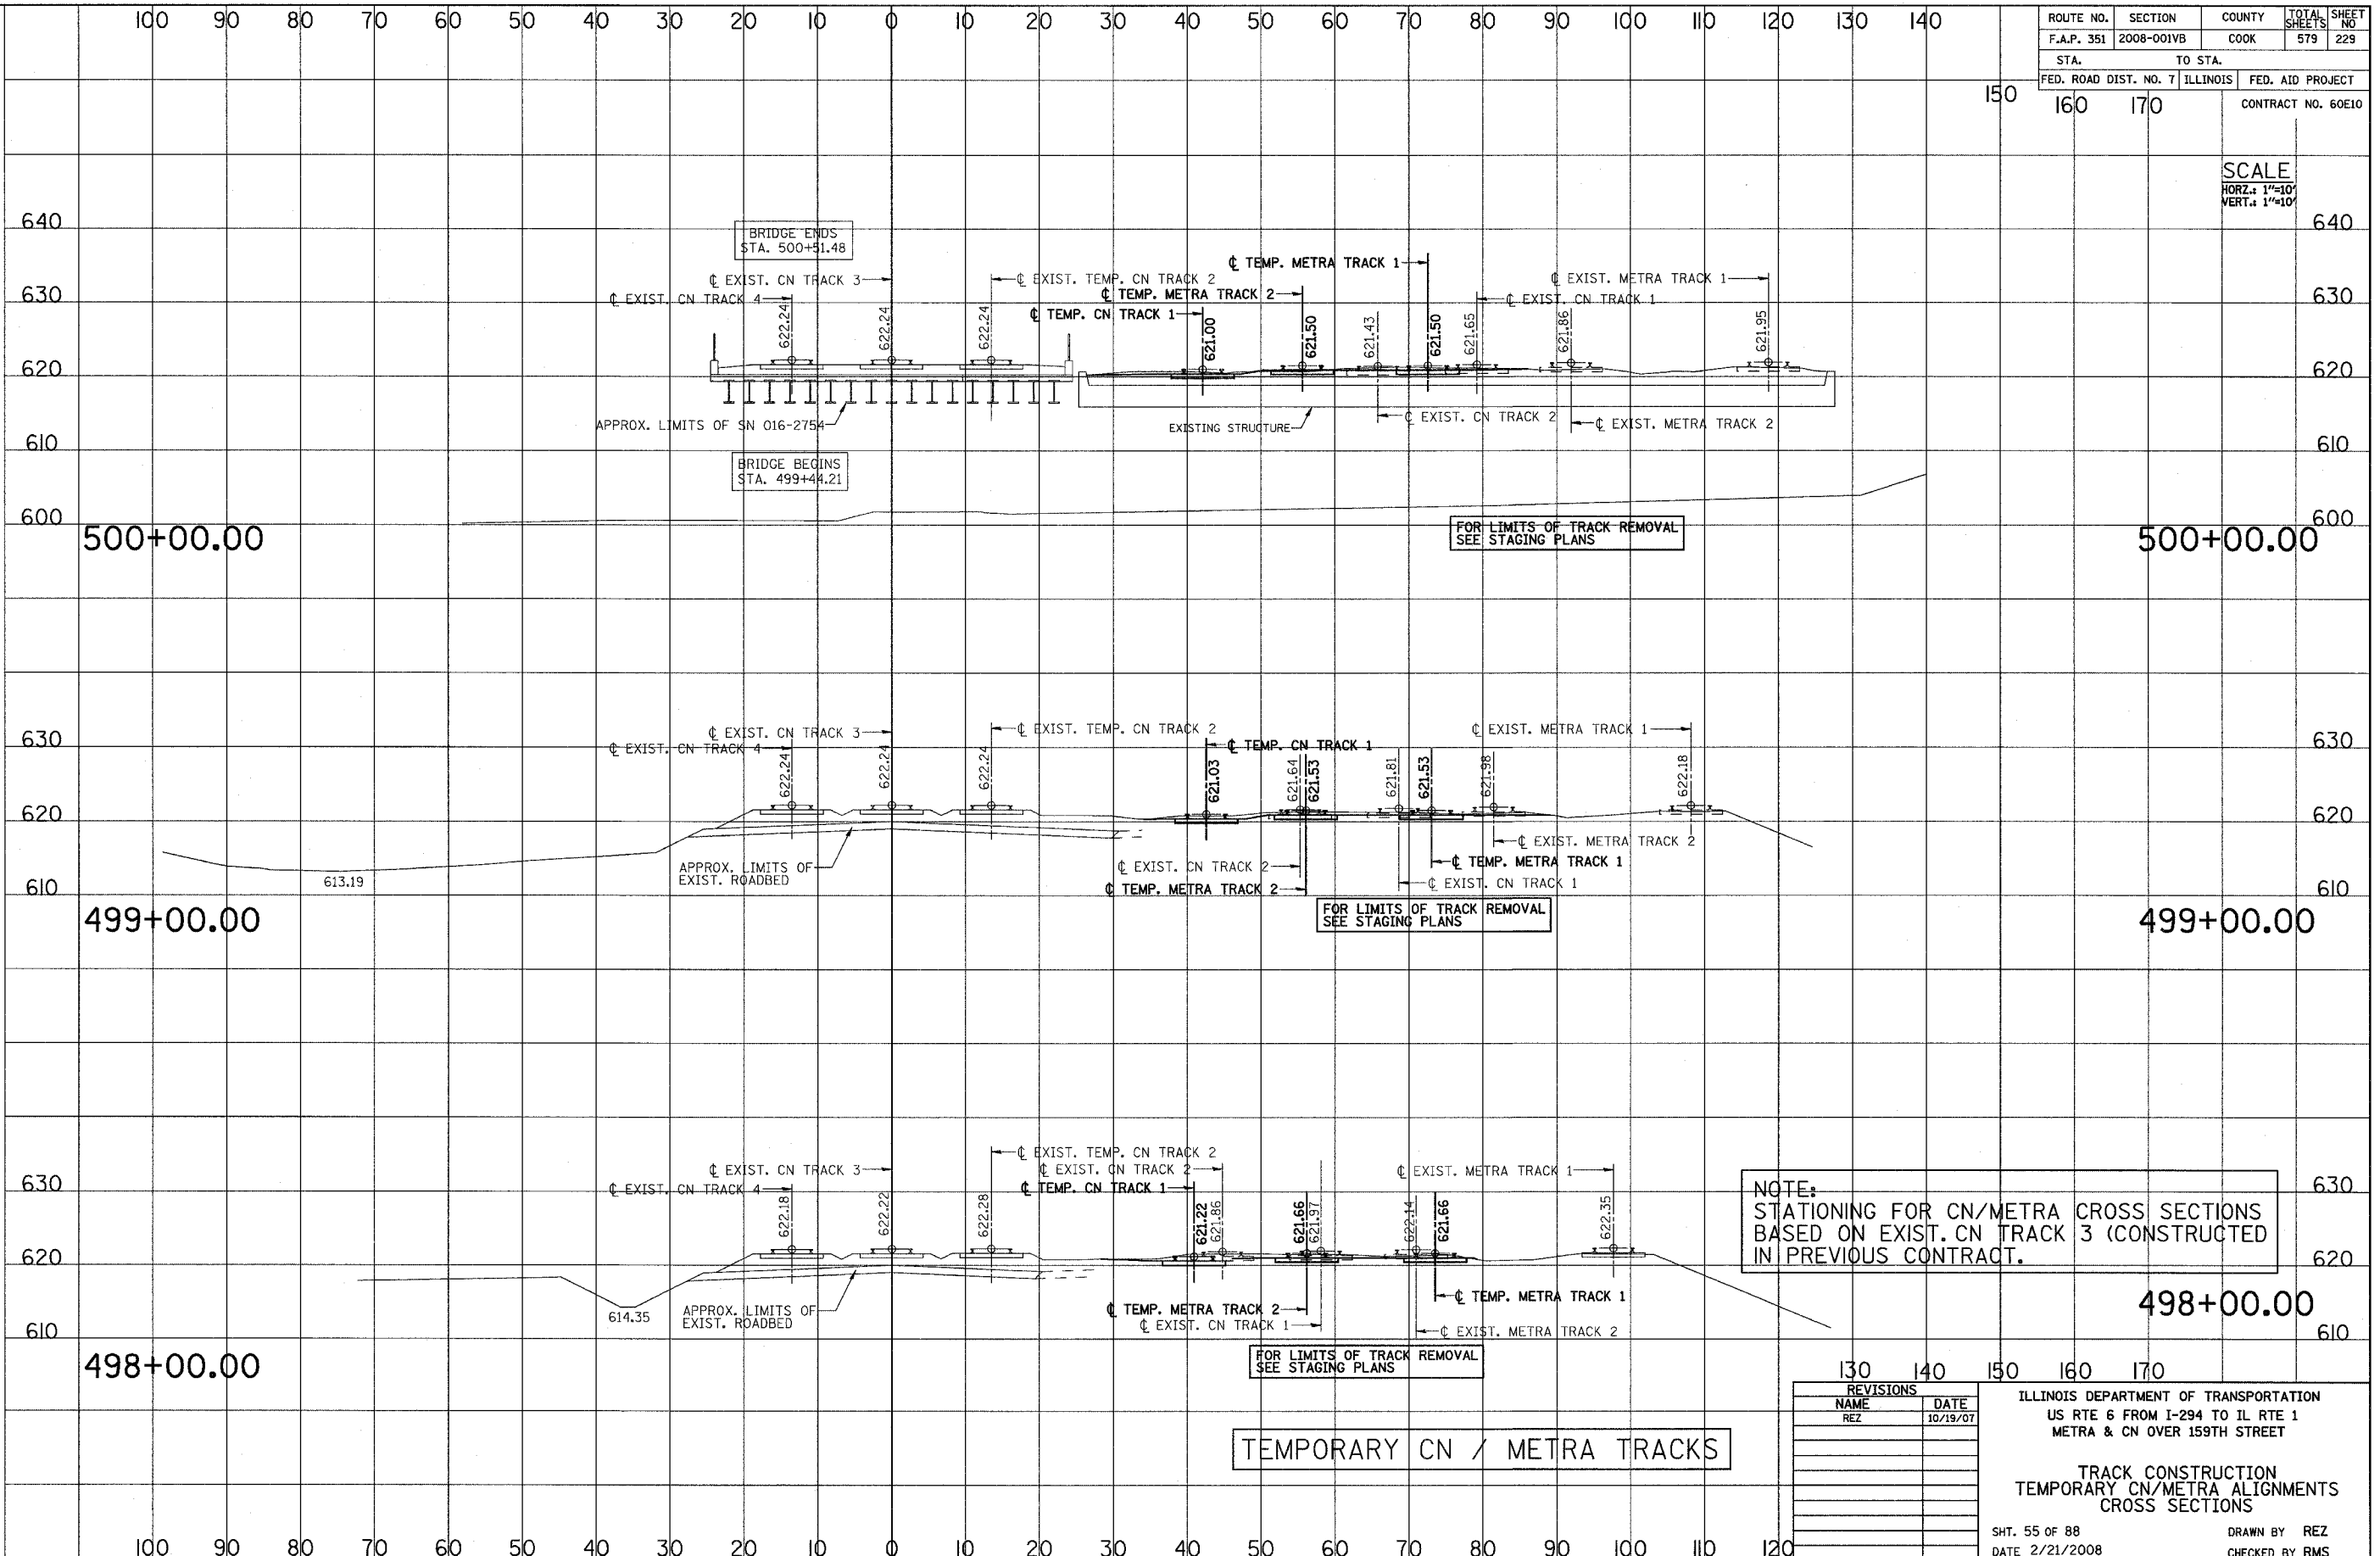 100 90 80 70 60 50 40 30 20 10 0 10 20 30 40 50 60 70 80 90 100 110 120 130 140
150 160 170
ROUTE NO. SECTION COUNTY TOTAL SHEETS SHEET NO
F.A.P. 351 2008-001VB COOK 579 229
STA. TO STA.
FED. ROAD DIST. NO. 7 ILLINOIS FED. AID PROJECT
CONTRACT NO. 60E10
SCALE
HORZ.: 1"=10'
VERT.: 1"=10'
640 640
BRIDGE ENDS
STA. 500+51.48
℄ TEMP. METRA TRACK 1
℄ EXIST. CN TRACK 3
℄ EXIST. TEMP. CN TRACK 2
℄ EXIST. METRA TRACK 1
℄ TEMP. METRA TRACK 2
630 630
℄ EXIST. CN TRACK 4
℄ EXIST. CN TRACK 1
℄ TEMP. CN TRACK 1
622.24 622.24 622.24 621.00 621.50 621.43 621.50 621.65 621.86 621.95
620 620
APPROX. LIMITS OF SN 016-2754
EXISTING STRUCTURE
℄ EXIST. CN TRACK 2
℄ EXIST. METRA TRACK 2
610 610
BRIDGE BEGINS
STA. 499+44.21
600 600
FOR LIMITS OF TRACK REMOVAL
SEE STAGING PLANS
500+00.00 500+00.00
℄ EXIST. CN TRACK 3
℄ EXIST. TEMP. CN TRACK 2
℄ EXIST. METRA TRACK 1
630 630
℄ EXIST. CN TRACK 4
℄ TEMP. CN TRACK 1
622.24 622.24 622.24 621.03 621.64 621.53 621.81 621.53 621.98 622.18
620 620
℄ EXIST. METRA TRACK 2
APPROX. LIMITS OF
EXIST. ROADBED
℄ EXIST. CN TRACK 2
℄ TEMP. METRA TRACK 1
613.19
℄ TEMP. METRA TRACK 2
℄ EXIST. CN TRACK 1
610 610
FOR LIMITS OF TRACK REMOVAL
SEE STAGING PLANS
499+00.00 499+00.00
℄ EXIST. TEMP. CN TRACK 2
℄ EXIST. CN TRACK 3
℄ EXIST. CN TRACK 2
℄ EXIST. METRA TRACK 1
630 630
℄ EXIST. CN TRACK 4
℄ TEMP. CN TRACK 1
622.18 622.22 622.28 621.22 621.86 621.66 621.97 622.14 621.66 622.35
NOTE:
STATIONING FOR CN/METRA CROSS SECTIONS
BASED ON EXIST. CN TRACK 3 (CONSTRUCTED
IN PREVIOUS CONTRACT.
620 620
614.35
APPROX. LIMITS OF
EXIST. ROADBED
℄ TEMP. METRA TRACK 2
℄ TEMP. METRA TRACK 1
℄ EXIST. CN TRACK 1
℄ EXIST. METRA TRACK 2
610 610
498+00.00 498+00.00
FOR LIMITS OF TRACK REMOVAL
SEE STAGING PLANS
130 140 150 160 170
TEMPORARY CN / METRA TRACKS
REVISIONS
NAME DATE
REZ 10/19/07
ILLINOIS DEPARTMENT OF TRANSPORTATION
US RTE 6 FROM I-294 TO IL RTE 1
METRA & CN OVER 159TH STREET
TRACK CONSTRUCTION
TEMPORARY CN/METRA ALIGNMENTS
CROSS SECTIONS
SHT. 55 OF 88 DRAWN BY REZ
DATE 2/21/2008 CHECKED BY RMS
100 90 80 70 60 50 40 30 20 10 0 10 20 30 40 50 60 70 80 90 100 110 120